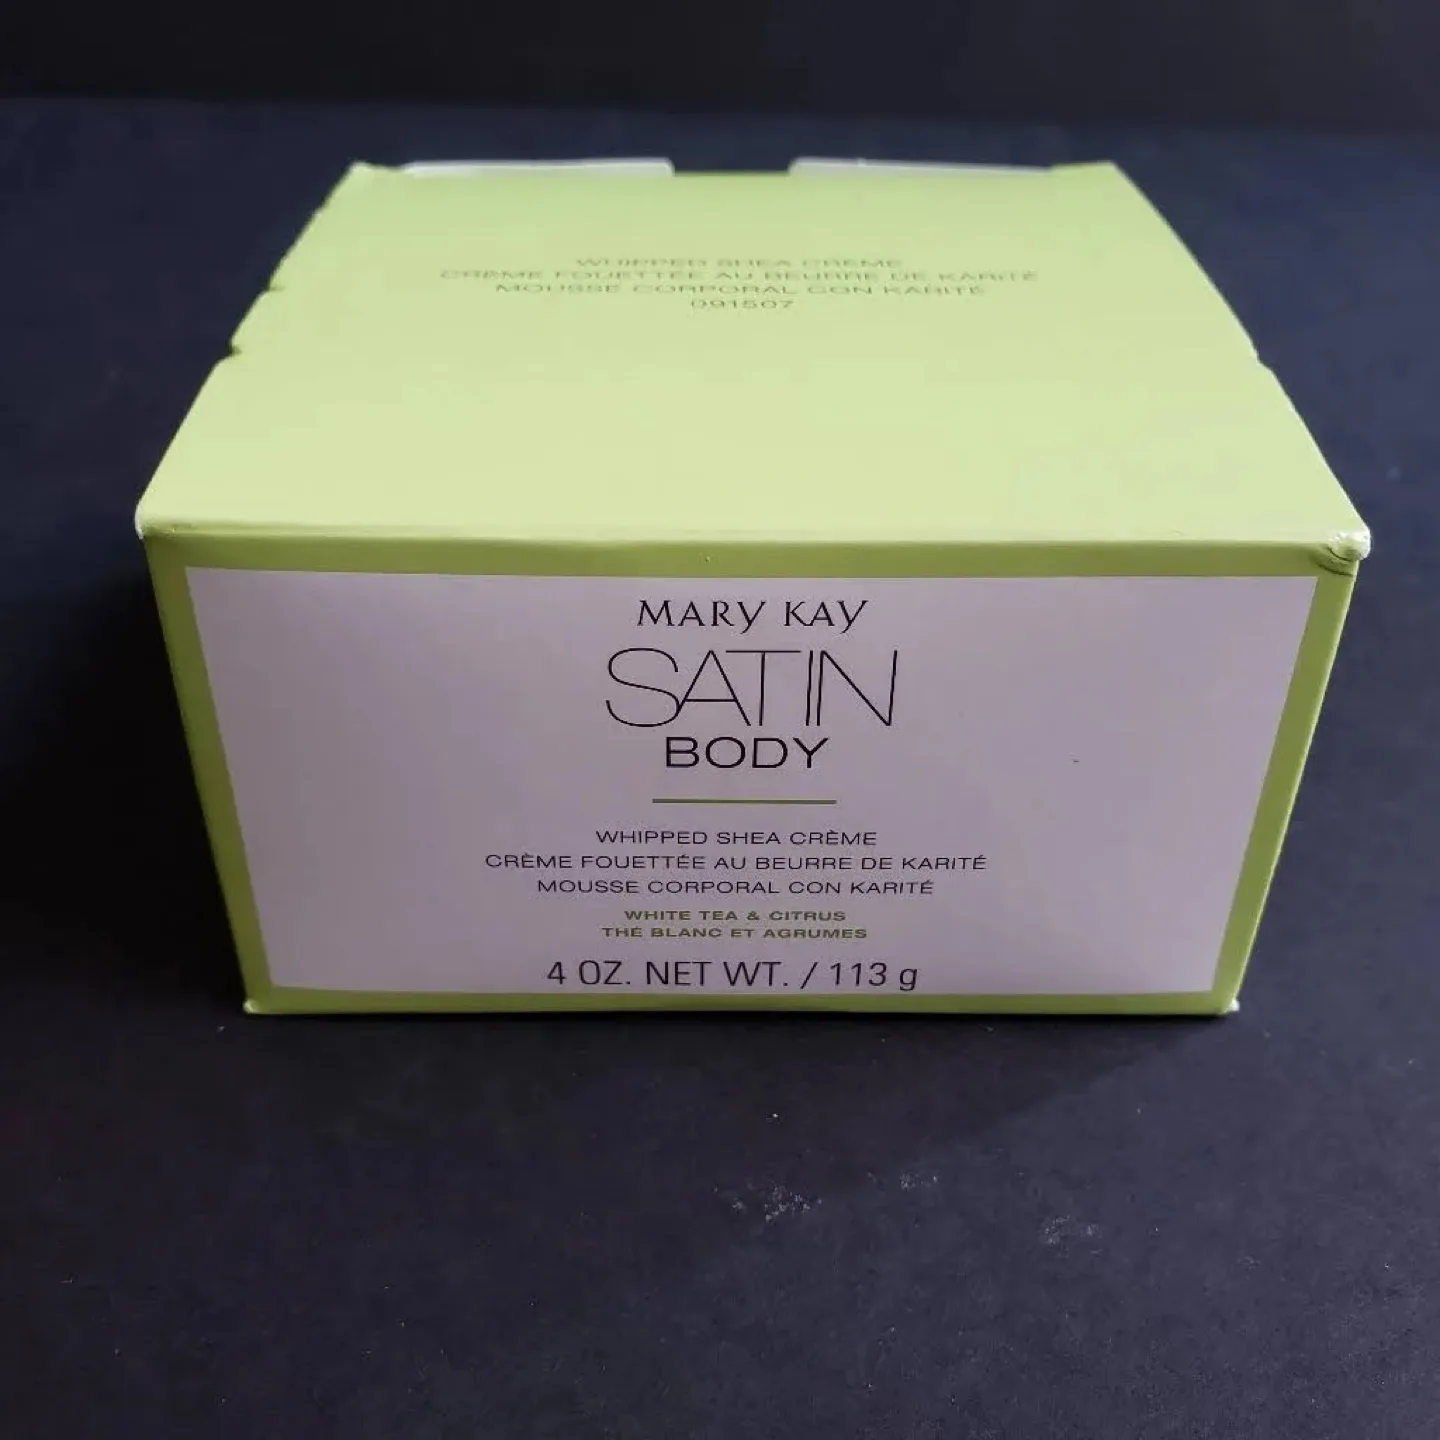 WHIPPED SHEA CRÈME
CRÈME FOUETTÉE AU BEURRE DE KARITÉ
MOUSSE CORPORAL CON KARITÉ
091507
MARY KAY
SATIN
BODY
WHIPPED SHEA CRÈME
CRÈME FOUETTÉE AU BEURRE DE KARITÉ
MOUSSE CORPORAL CON KARITÉ
WHITE TEA & CITRUS
THÉ BLANC ET AGRUMES
4 OZ. NET WT. / 113 g